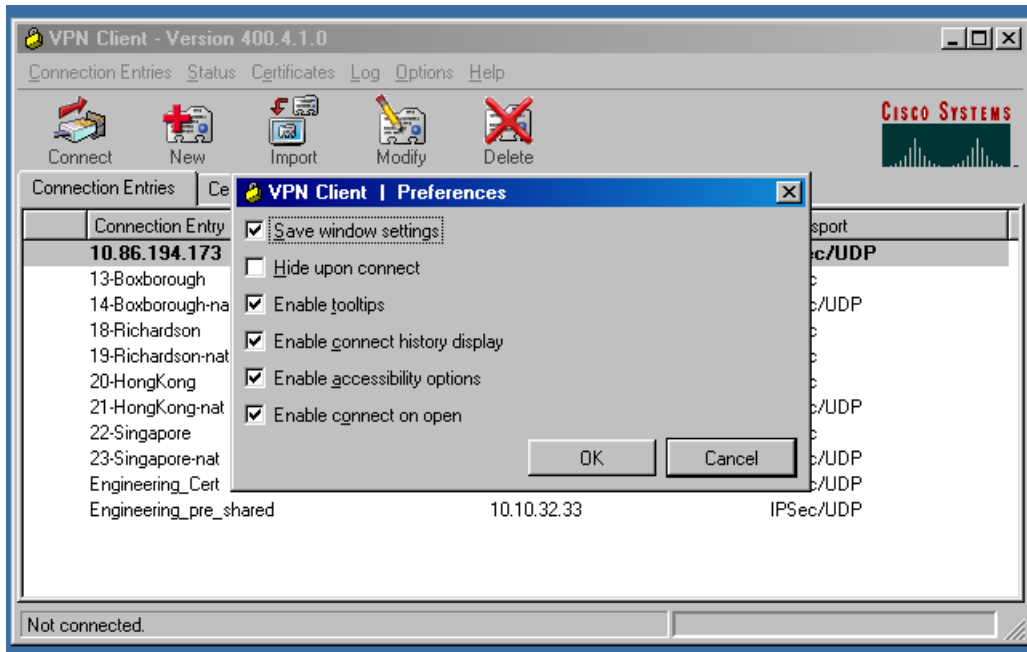 VPN Client - Version 400.4.1.0
Connection Entries Status Certificates Log Options Help
CISCO SYSTEMS
Connect New Import Modify Delete
Connection Entries Ce
VPN Client | Preferences
Connection Entry sport
Save window settings
10.86.194.173 ec/UDP
Hide upon connect
13-Boxborough
Enable tooltips
14-Boxborough-na c/UDP
18-Richardson
Enable connect history display
19-Richardson-nat
Enable accessibility options
20-HongKong
21-HongKong-nat c/UDP
Enable connect on open
22-Singapore
OK Cancel
23-Singapore-nat c/UDP
Engineering_Cert c/UDP
Engineering_pre_shared 10.10.32.33 IPSec/UDP
Not connected.